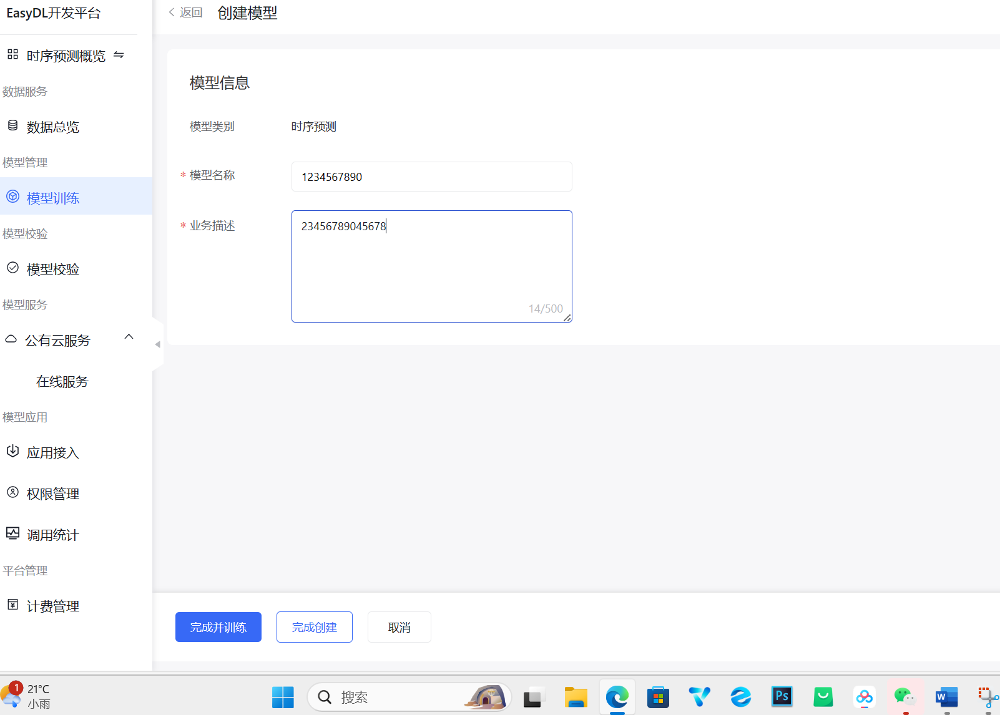 EasyDL开发平台
返回 创建模型
时序预测概览
数据服务
数据总览
模型管理
模型训练
模型校验
模型校验
模型服务
公有云服务
在线服务
模型应用
应用接入
权限管理
调用统计
平台管理
计费管理
模型信息
模型类别 时序预测
* 模型名称 1234567890
* 业务描述 23456789045678
14/500
完成并训练 完成创建 取消
1
21°C
小雨
搜索
Ps
W